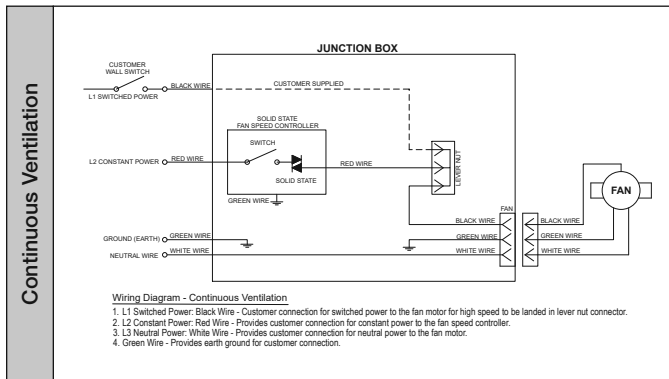 Continuous Ventilation
JUNCTION BOX
CUSTOMER
WALL SWITCH
BLACK WIRE
CUSTOMER SUPPLIED
L1 SWITCHED POWER
SOLID STATE
FAN SPEED CONTROLLER
SWITCH
L2 CONSTANT POWER
RED WIRE
RED WIRE
SOLID STATE
LEVER NUT
GREEN WIRE
FAN
FAN
BLACK WIRE
BLACK WIRE
GROUND (EARTH)
GREEN WIRE
GREEN WIRE
GREEN WIRE
NEUTRAL WIRE
WHITE WIRE
WHITE WIRE
WHITE WIRE
Wiring Diagram - Continuous Ventilation
1. L1 Switched Power: Black Wire - Customer connection for switched power to the fan motor for high speed to be landed in lever nut connector.
2. L2 Constant Power: Red Wire - Provides customer connection for constant power to the fan speed controller.
3. L3 Neutral Power: White Wire - Provides customer connection for neutral power to the fan motor.
4. Green Wire - Provides earth ground for customer connection.